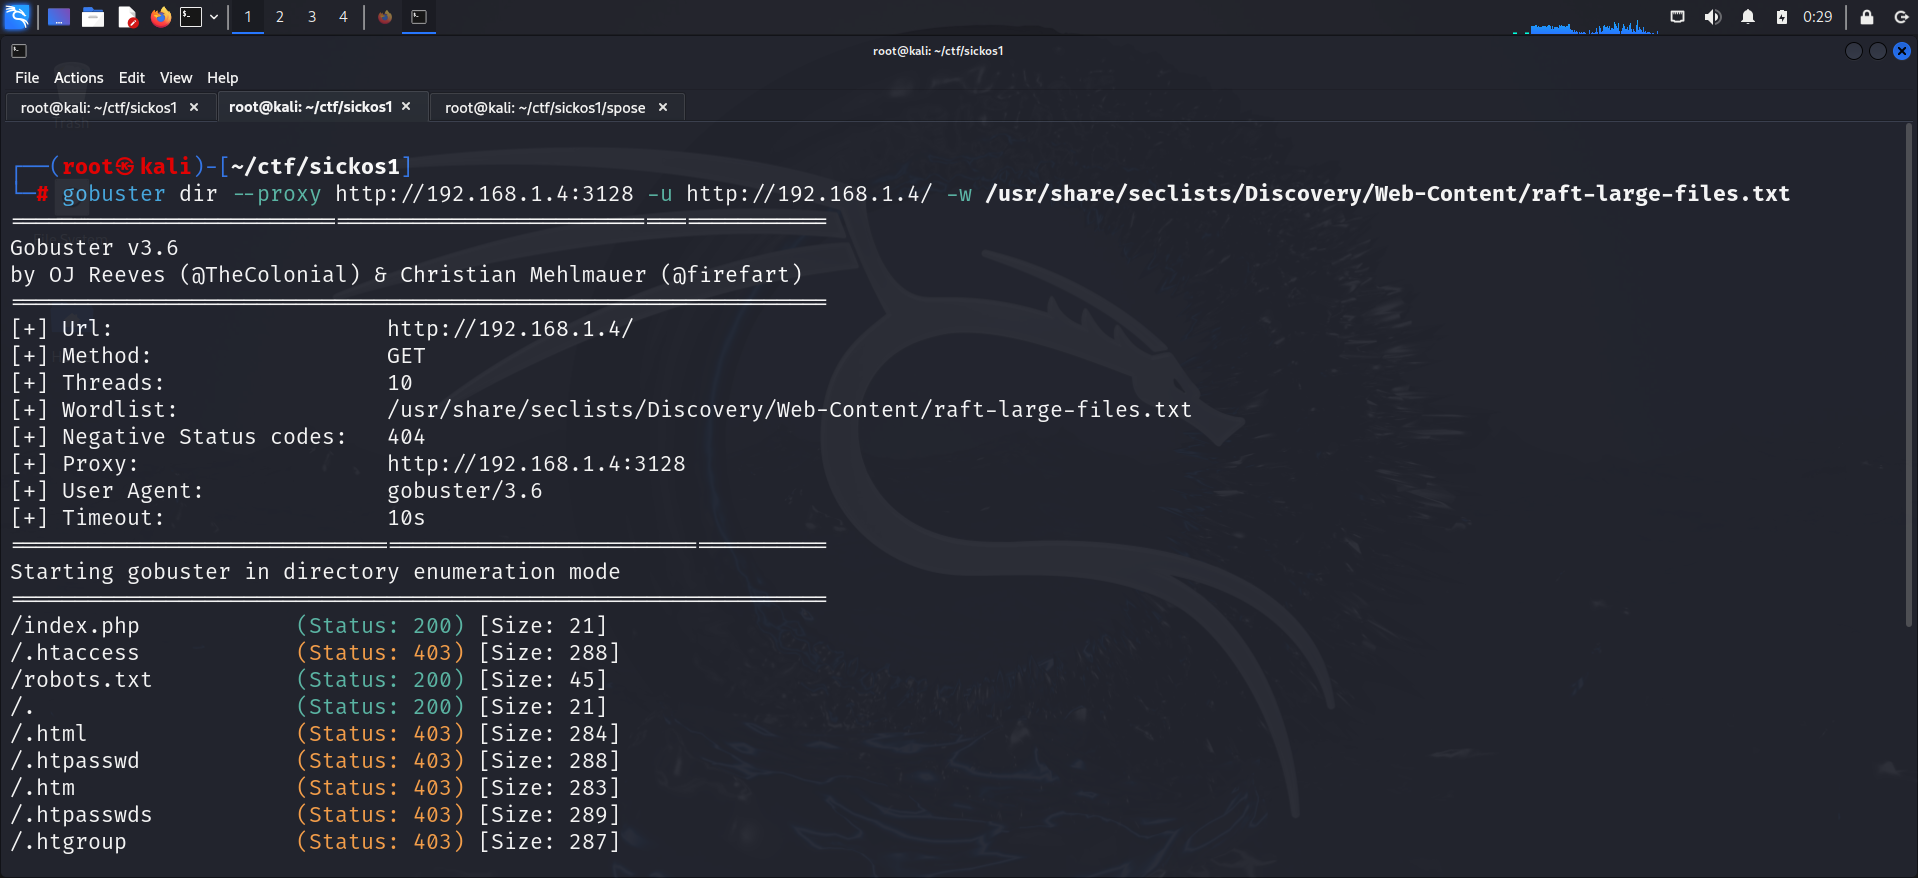 1 2 3 4 0:29
root@kali: ~/ctf/sickos1
File Actions Edit View Help
root@kali: ~/ctf/sickos1 × root@kali: ~/ctf/sickos1 × root@kali: ~/ctf/sickos1/spose ×
Trash
┌──(root㉿kali)-[~/ctf/sickos1]
└─# gobuster dir --proxy http://192.168.1.4:3128 -u http://192.168.1.4/ -w /usr/share/seclists/Discovery/Web-Content/raft-large-files.txt
===============================================================
Gobuster v3.6
by OJ Reeves (@TheColonial) & Christian Mehlmauer (@firefart)
===============================================================
[+] Url: http://192.168.1.4/
[+] Method: GET
[+] Threads: 10
[+] Wordlist: /usr/share/seclists/Discovery/Web-Content/raft-large-files.txt
[+] Negative Status codes: 404
[+] Proxy: http://192.168.1.4:3128
[+] User Agent: gobuster/3.6
[+] Timeout: 10s
===============================================================
Starting gobuster in directory enumeration mode
===============================================================
/index.php (Status: 200) [Size: 21]
/.htaccess (Status: 403) [Size: 288]
/robots.txt (Status: 200) [Size: 45]
/. (Status: 200) [Size: 21]
/.html (Status: 403) [Size: 284]
/.htpasswd (Status: 403) [Size: 288]
/.htm (Status: 403) [Size: 283]
/.htpasswds (Status: 403) [Size: 289]
/.htgroup (Status: 403) [Size: 287]